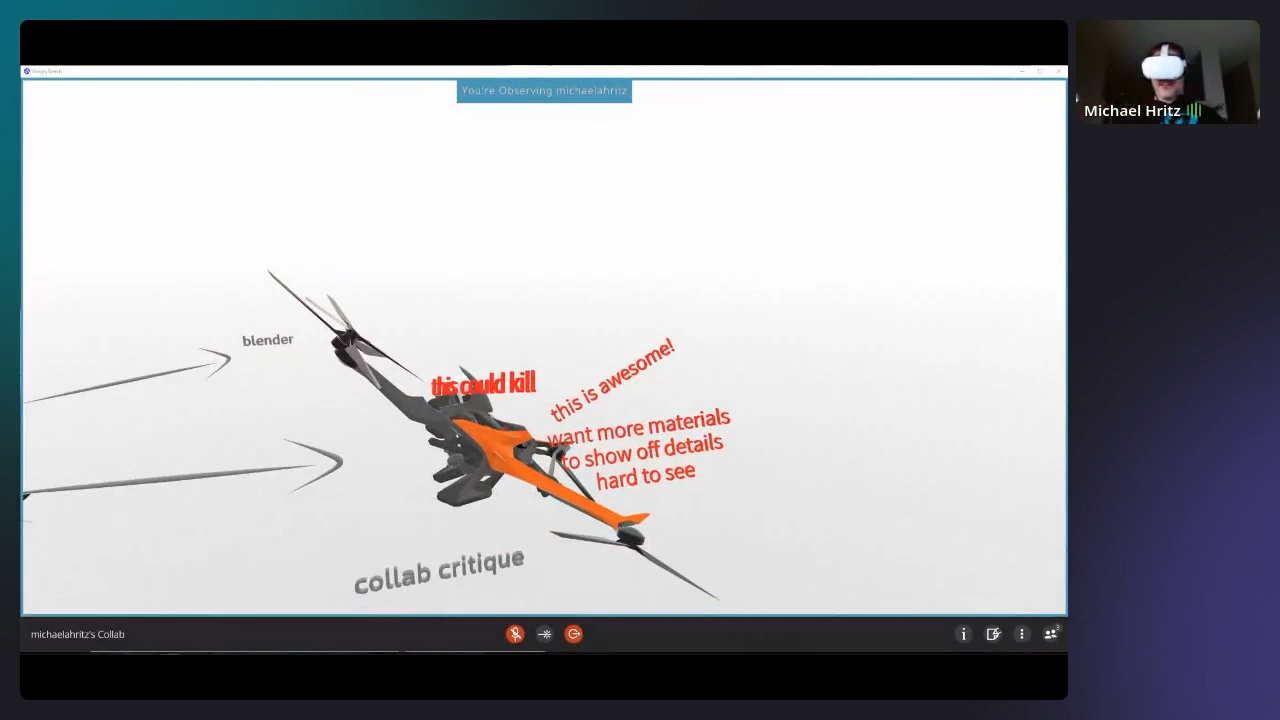 You're Observing michaelahritz
Michael Hritz
blender
this could kill
this is awesome!
want more materials
to show off details
hard to see
collab critique
michaelahritz's Collab
3